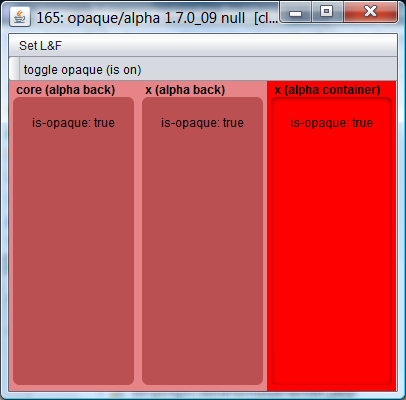 165: opaque/alpha 1.7.0_09 null [cl...
Set L&F
toggle opaque (is on)
core (alpha back) x (alpha back) x (alpha container)
is-opaque: true is-opaque: true is-opaque: true